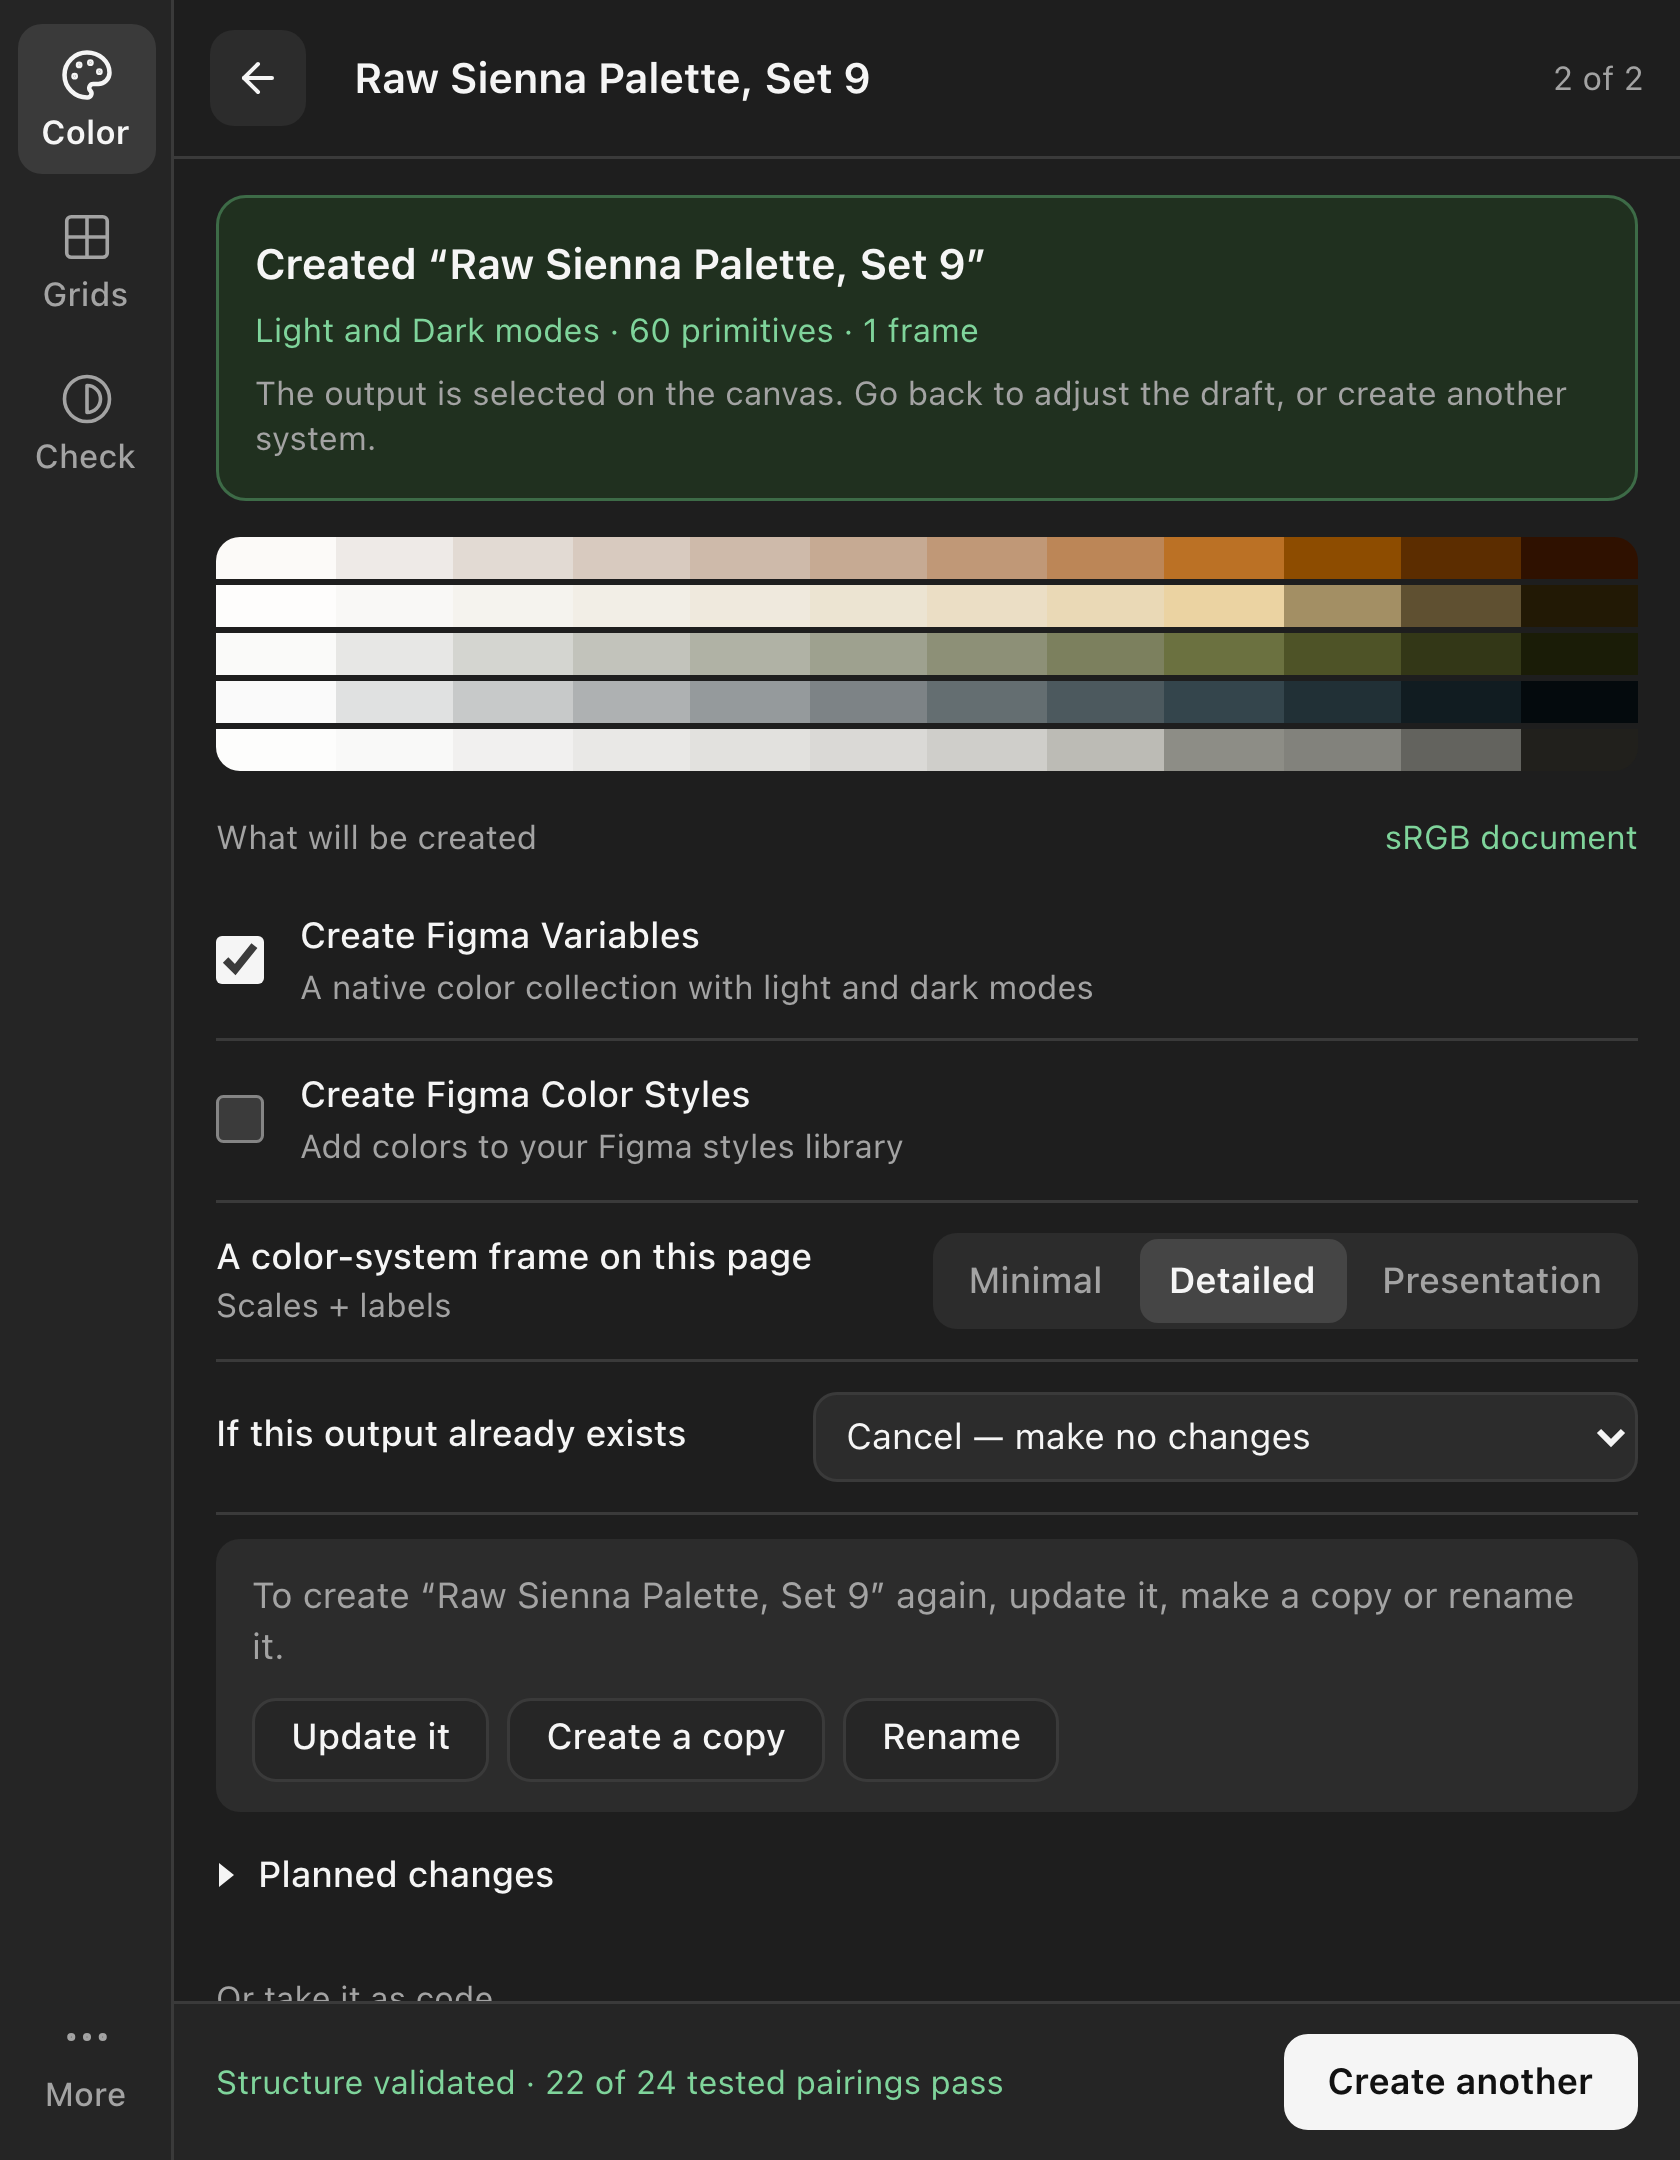 Color
Grids
Check
More
Raw Sienna Palette, Set 9
2 of 2
Created “Raw Sienna Palette, Set 9”
Light and Dark modes · 60 primitives · 1 frame
The output is selected on the canvas. Go back to adjust the draft, or create another
system.
What will be created
sRGB document
Create Figma Variables
A native color collection with light and dark modes
Create Figma Color Styles
Add colors to your Figma styles library
A color-system frame on this page
Scales + labels
Minimal
Detailed
Presentation
If this output already exists
Cancel — make no changes
To create “Raw Sienna Palette, Set 9” again, update it, make a copy or rename
it.
Update it
Create a copy
Rename
Planned changes
Or take it as code
Structure validated · 22 of 24 tested pairings pass
Create another